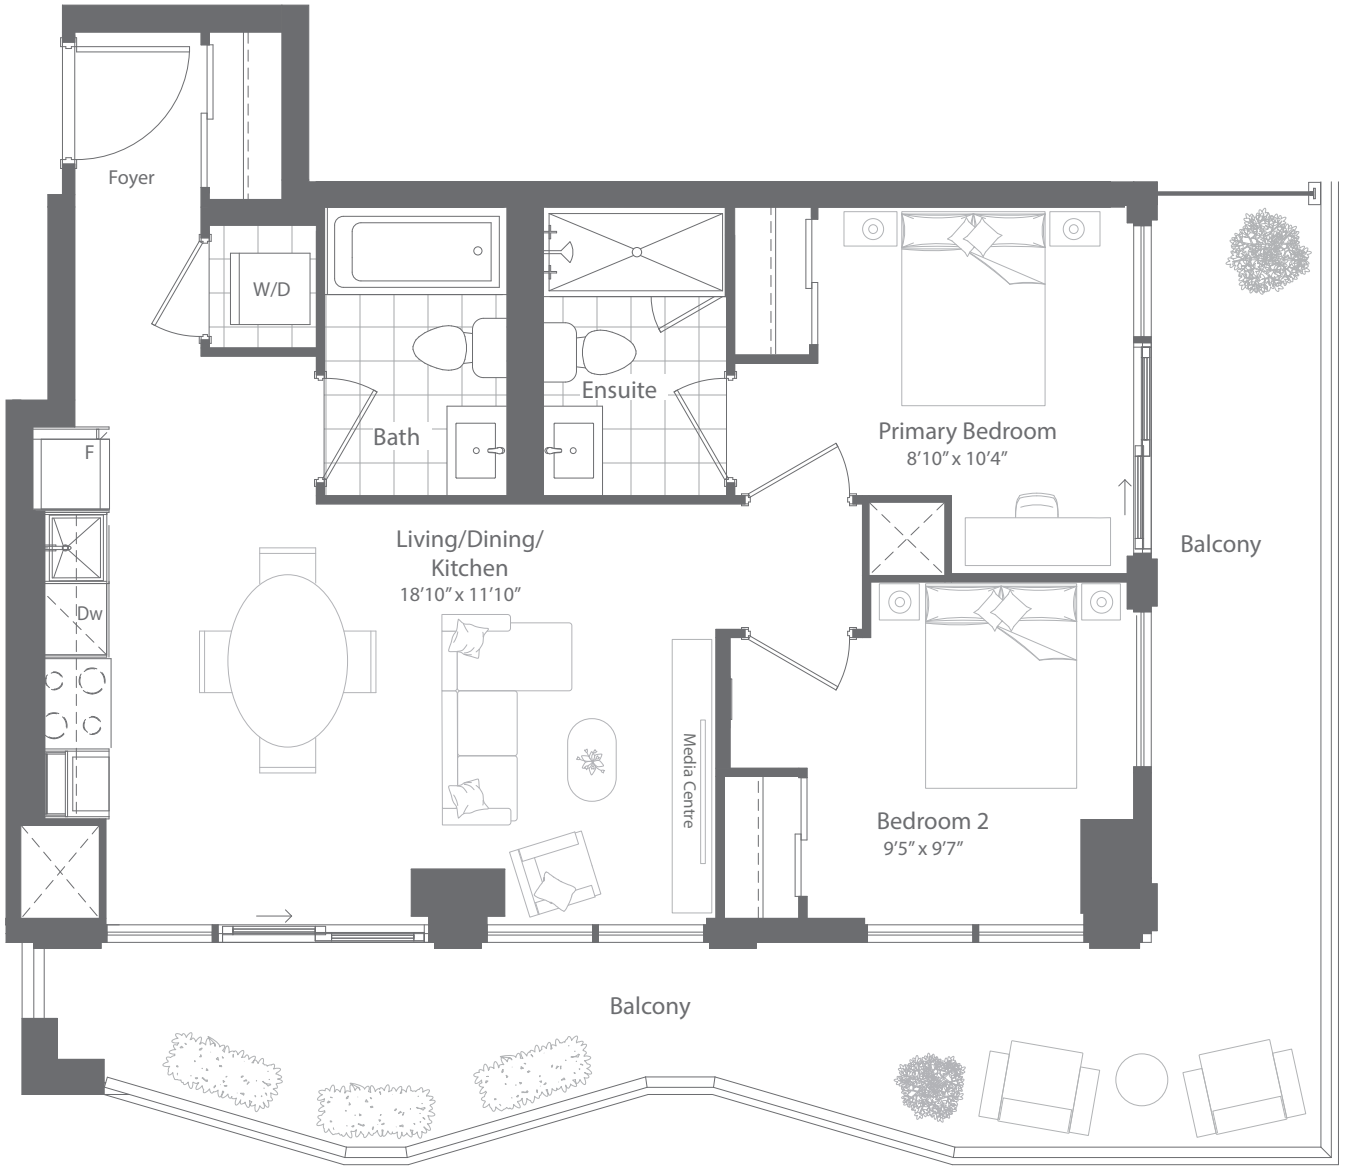 Foyer
W/D
Bath
Ensuite
Primary Bedroom
8’10” x 10’4”
F
Dw
Living/Dining/
Kitchen
18’10” x 11’10”
Balcony
Media Centre
Bedroom 2
9’5” x 9’7”
Balcony